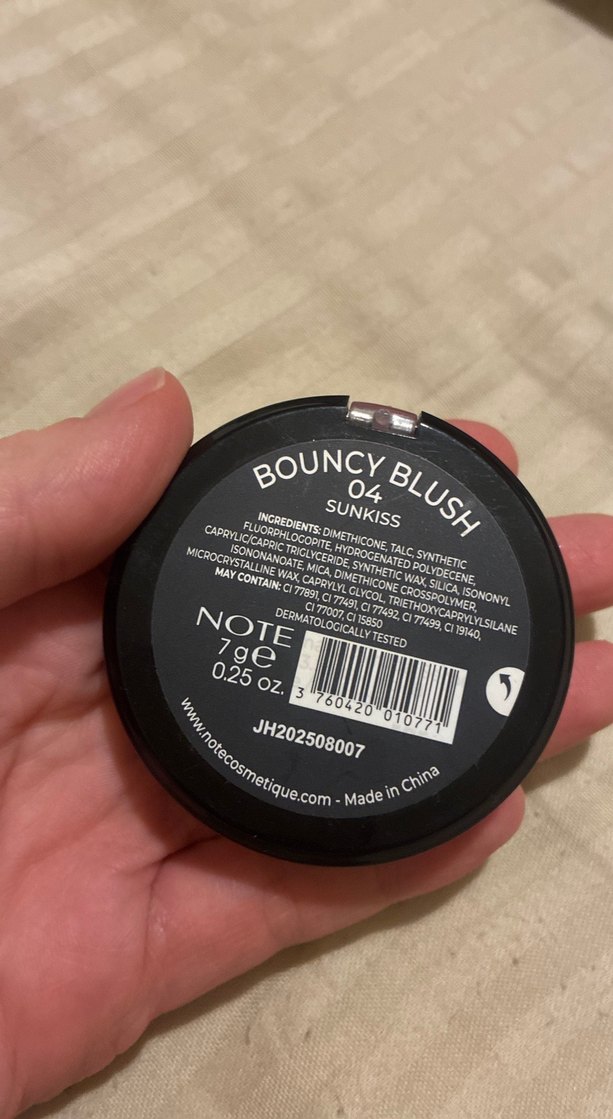 BOUNCY BLUSH
04
SUNKISS
INGREDIENTS: DIMETHICONE, TALC, SYNTHETIC
FLUORPHLOGOPITE, HYDROGENATED POLYDECENE,
CAPRYLIC/CAPRIC TRIGLYCERIDE, SYNTHETIC WAX, SILICA, ISONONYL
ISONONANOATE, MICA, DIMETHICONE CROSSPOLYMER,
MICROCRYSTALLINE WAX, CAPRYLYL GLYCOL, TRIETHOXYCAPRYLYLSILANE
MAY CONTAIN: CI 77891, CI 77491, CI 77492, CI 77499, CI 19140,
CI 77007, CI 15850
DERMATOLOGICALLY TESTED
NOTE
7 g e
0.25 oz.
3 760420 010771
JH202508007
www.notecosmetique.com - Made in China